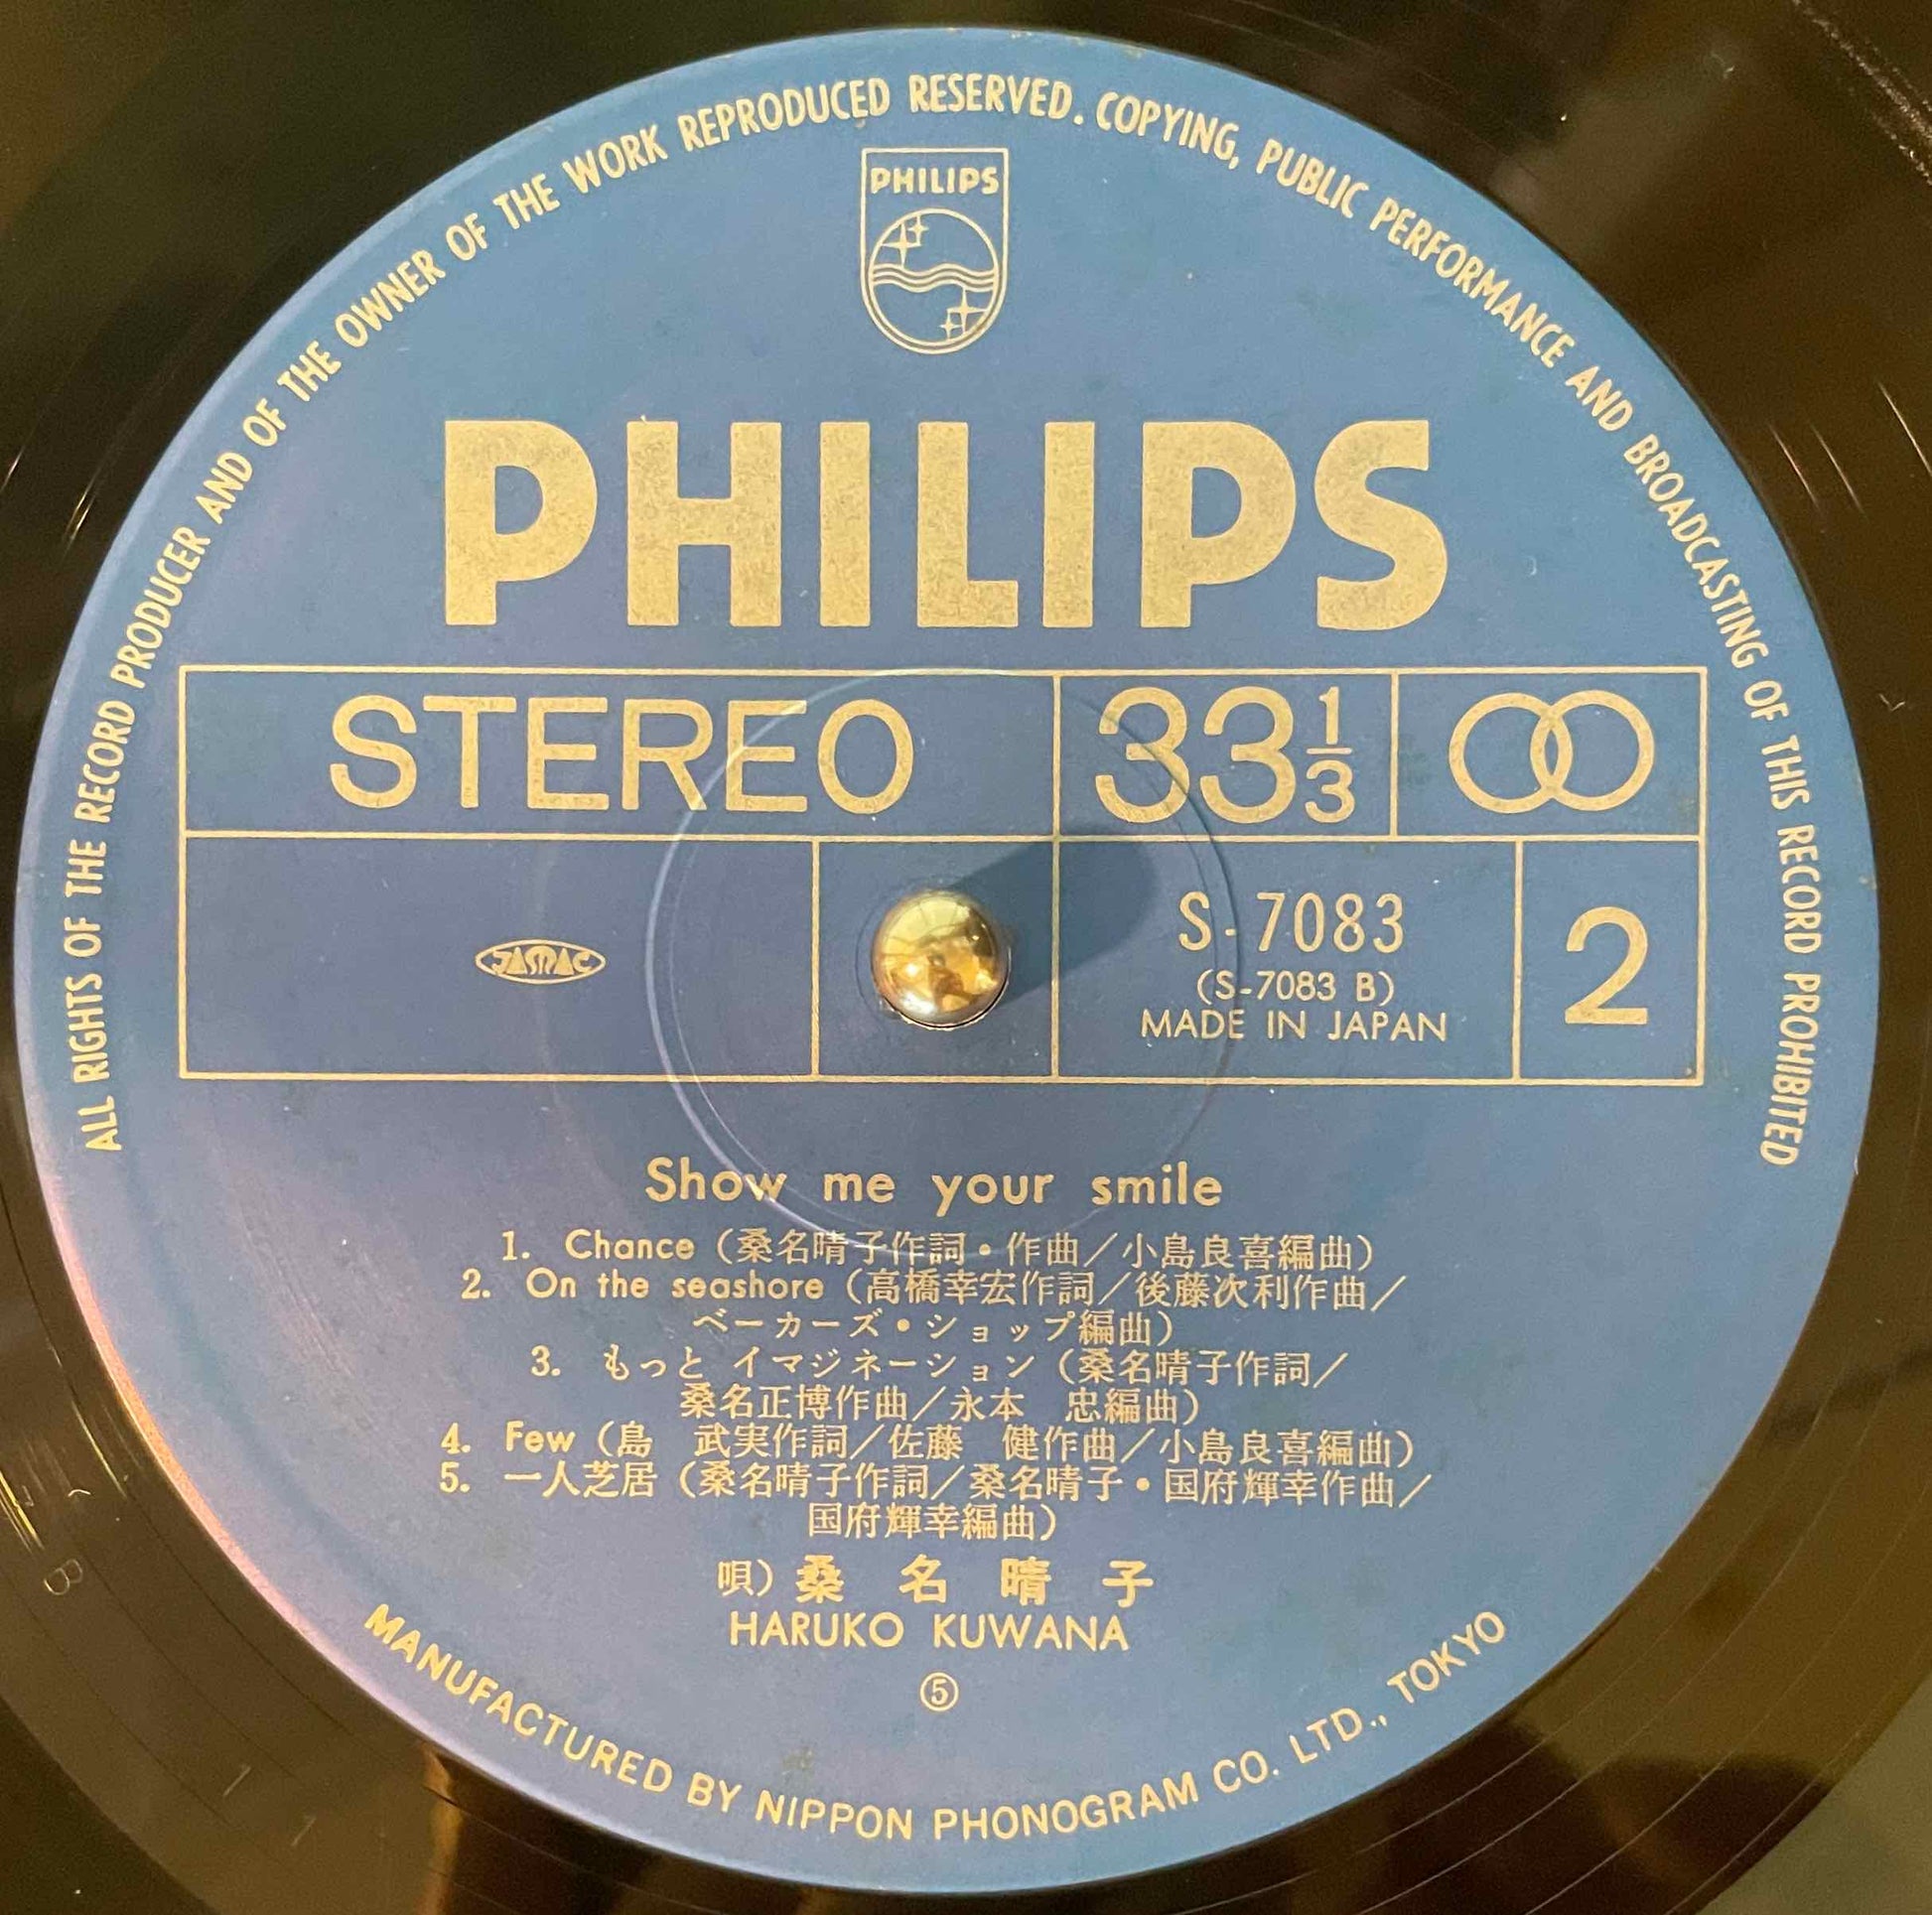 ALL RIGHTS OF THE RECORD PRODUCER AND OF THE OWNER OF THE WORK REPRODUCED RESERVED. COPYING, PUBLIC PERFORMANCE AND BROADCASTING OF THIS RECORD PROHIBITED
PHILIPS
PHILIPS
STEREO 33 1/3
JASRAC
S-7083
(S-7083 B)
MADE IN JAPAN
2
Show me your smile
1. Chance（桑名晴子作詞・作曲／小島良喜編曲）
2. On the seashore（高橋幸宏作詞／後藤次利作曲／
ベーカーズ・ショップ編曲）
3. もっと イマジネーション（桑名晴子作詞／
桑名正博作曲／永本　忠編曲）
4. Few（島　武実作詞／佐藤　健作曲／小島良喜編曲）
5. 一人芝居（桑名晴子作詞／桑名晴子・国府輝幸作曲／
国府輝幸編曲）
唄）桑名晴子
HARUKO KUWANA
⑤
MANUFACTURED BY NIPPON PHONOGRAM CO. LTD., TOKYO